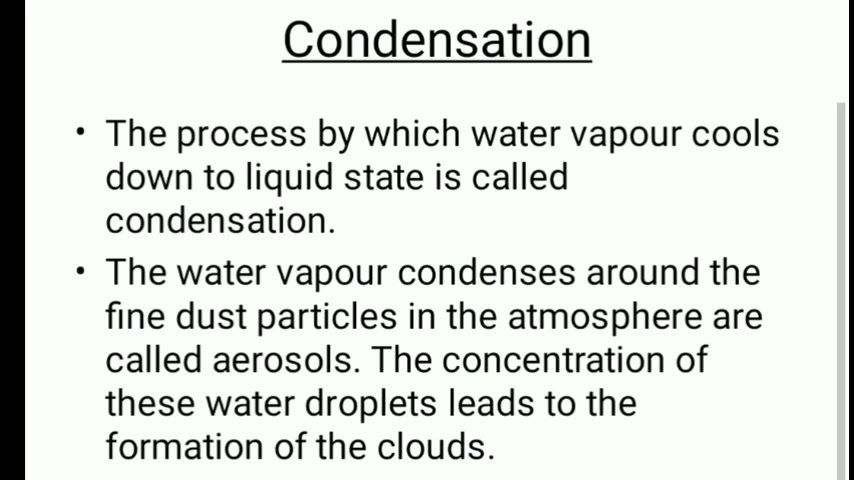 Condensation
• The process by which water vapour cools
down to liquid state is called
condensation.
• The water vapour condenses around the
fine dust particles in the atmosphere are
called aerosols. The concentration of
these water droplets leads to the
formation of the clouds.